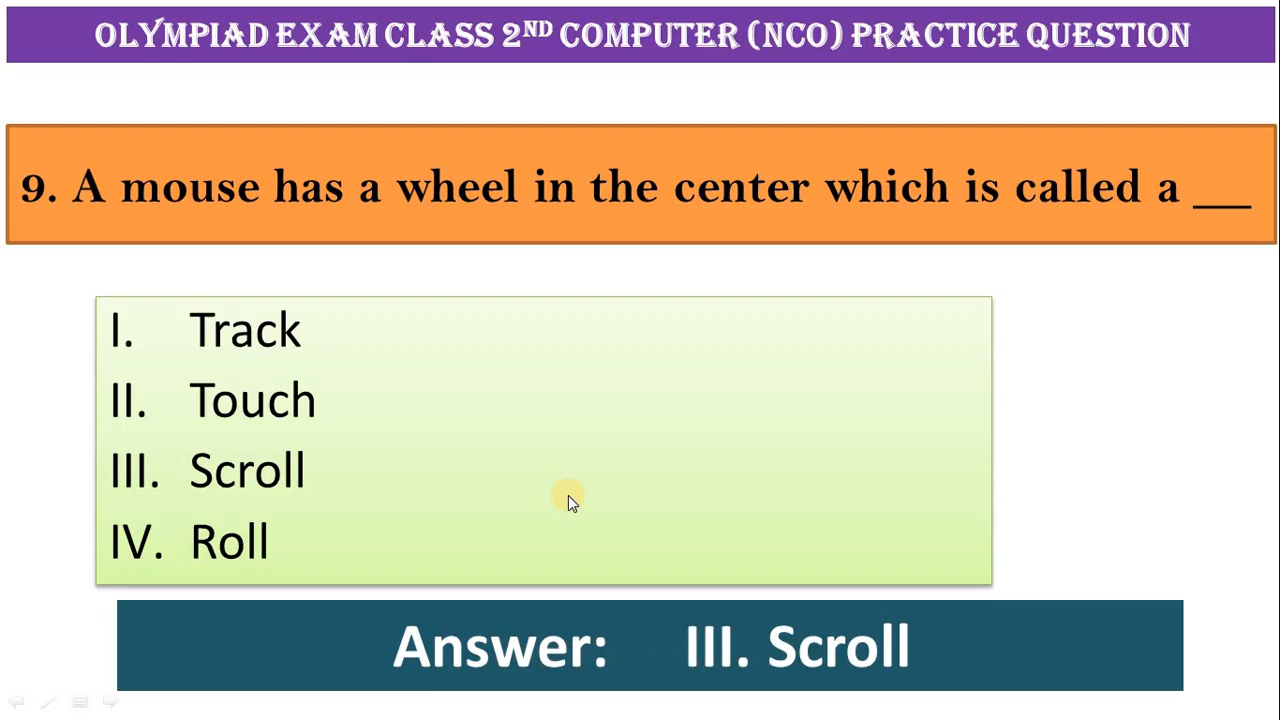 OLYMPIAD EXAM CLASS 2ND COMPUTER (NCO) PRACTICE QUESTION
9. A mouse has a wheel in the center which is called a ___
I. Track
II. Touch
III. Scroll
IV. Roll
Answer: III. Scroll